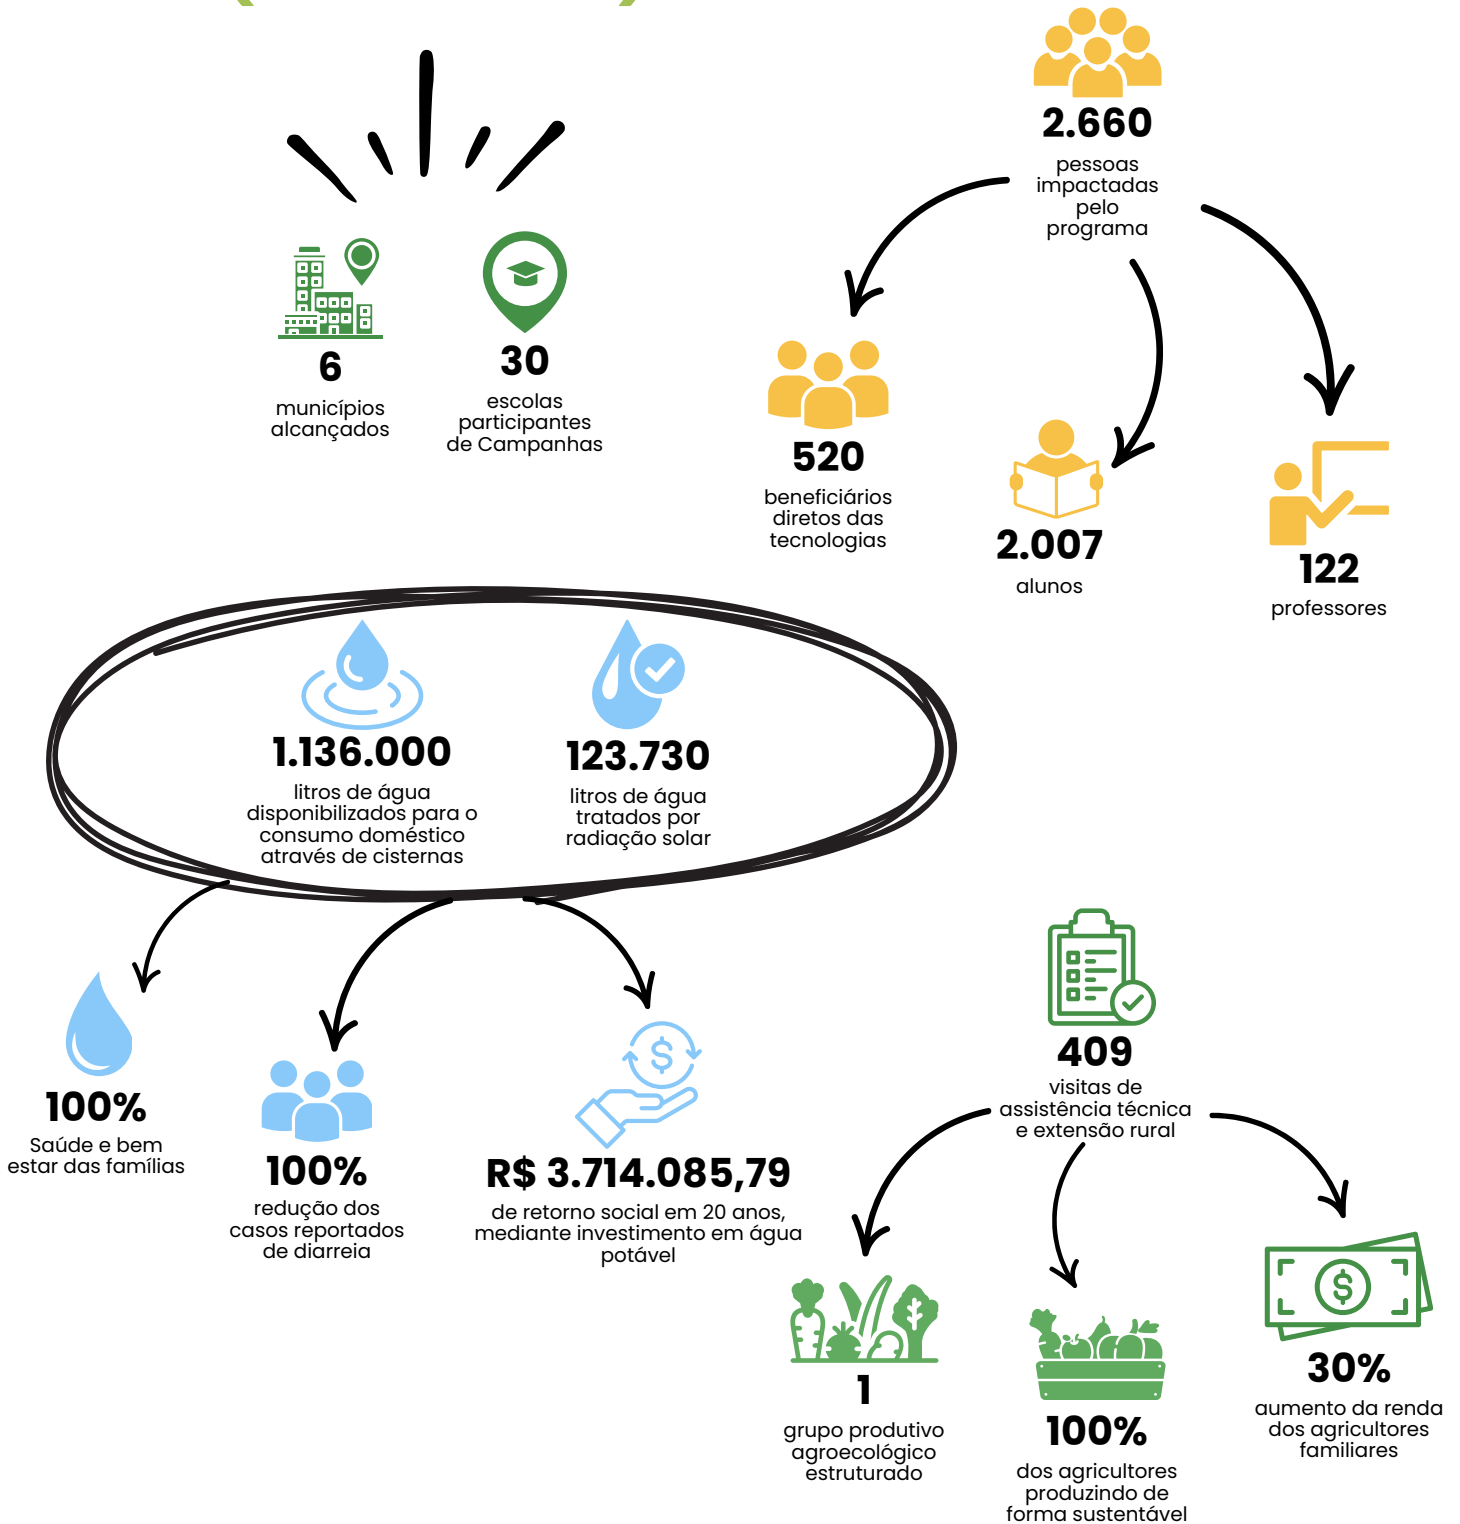 2.660
pessoas
impactadas
pelo
programa
6
municípios
alcançados
30
escolas
participantes
de Campanhas
520
beneficiários
diretos das
tecnologias
2.007
alunos
122
professores
1.136.000
litros de água
disponibilizados para o
consumo doméstico
através de cisternas
123.730
litros de água
tratados por
radiação solar
100%
Saúde e bem
estar das famílias
100%
redução dos
casos reportados
de diarreia
R$ 3.714.085,79
de retorno social em 20 anos,
mediante investimento em água
potável
409
visitas de
assistência técnica
e extensão rural
1
grupo produtivo
agroecológico
estruturado
100%
dos agricultores
produzindo de
forma sustentável
30%
aumento da renda
dos agricultores
familiares